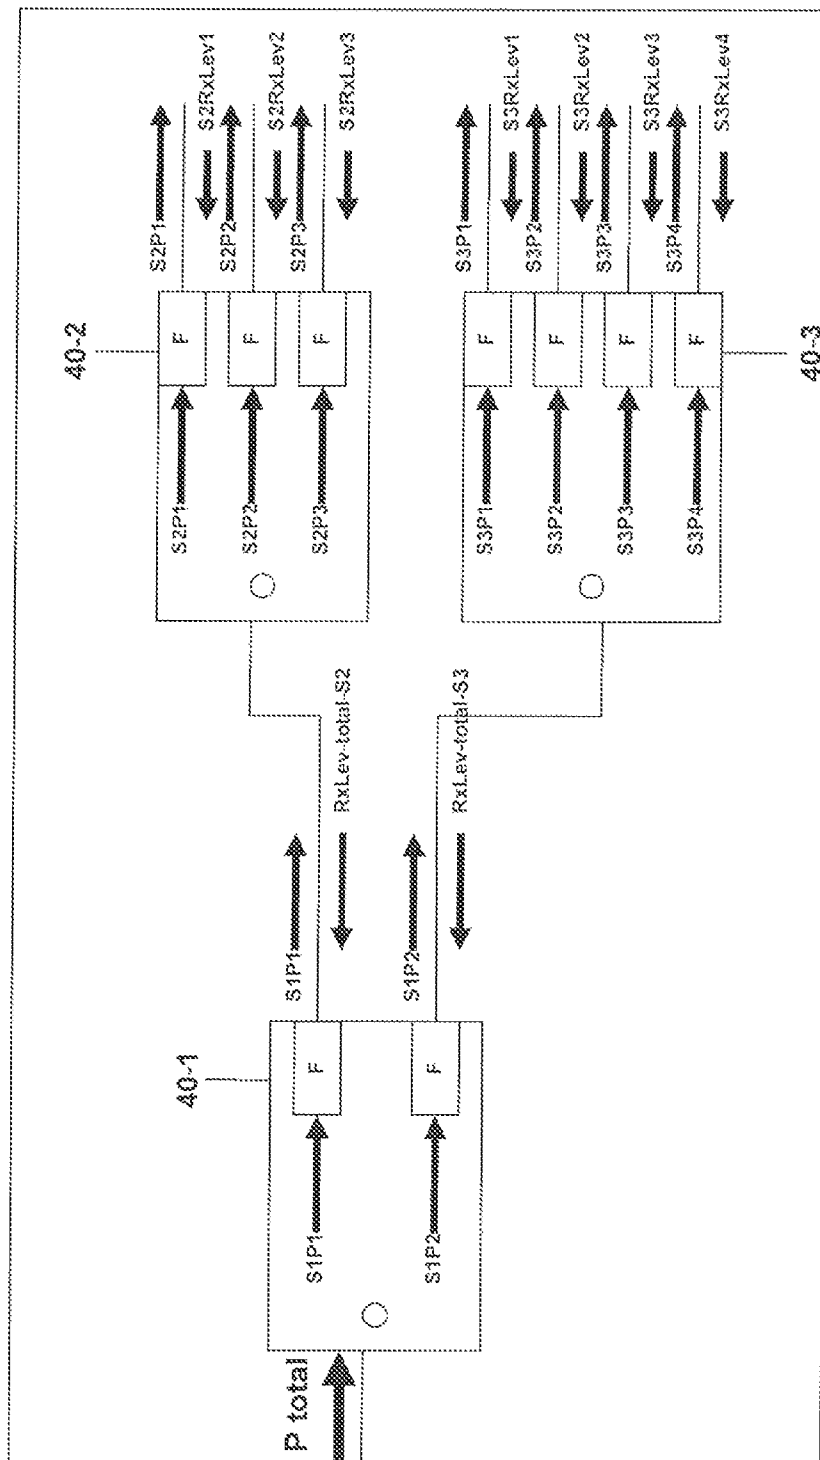 P total
40-1
S1P1
F
S1P1
RxLev-total-S2
S1P2
F
S1P2
RxLev-total-S3
40-2
S2P1
F
S2P1
S2RxLev1
S2P2
F
S2P2
S2RxLev2
S2P3
F
S2P3
S2RxLev3
40-3
S3P1
F
S3P1
S3RxLev1
S3P2
F
S3P2
S3RxLev2
S3P3
F
S3P3
S3RxLev3
S3P4
F
S3P4
S3RxLev4